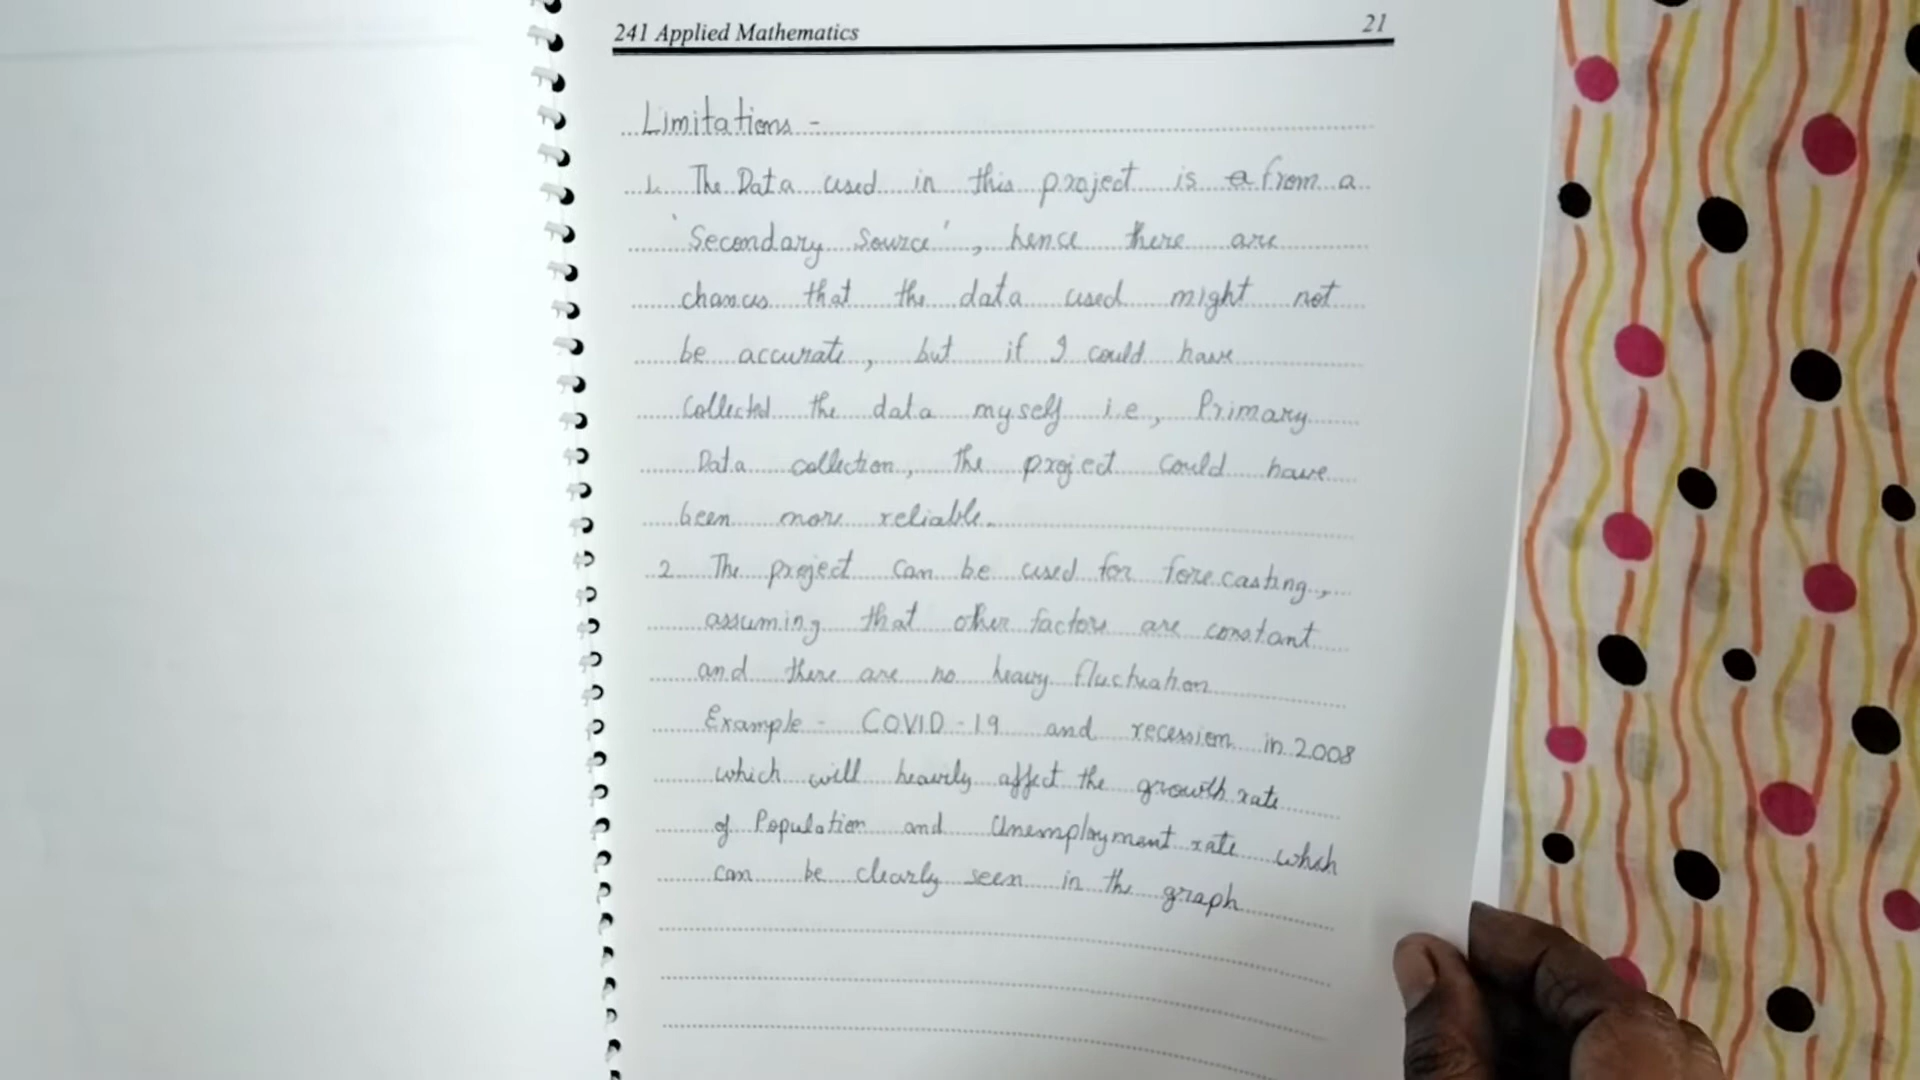 241 Applied Mathematics 21
Limitations -
1. The Data used in this project is a from a
'Secondary Source', hence there are
chances that the data used might not
be accurate, but if I could have
Collected the data myself i.e, Primary
Data collection, the project could have
been more reliable.
2. The project can be used for forecasting,
assuming that other factors are constant
and there are no heavy fluctuation
Example - COVID-19 and recession in 2008
which will heavily affect the growth rate
of Population and Unemployment rate which
can be clearly seen in the graph